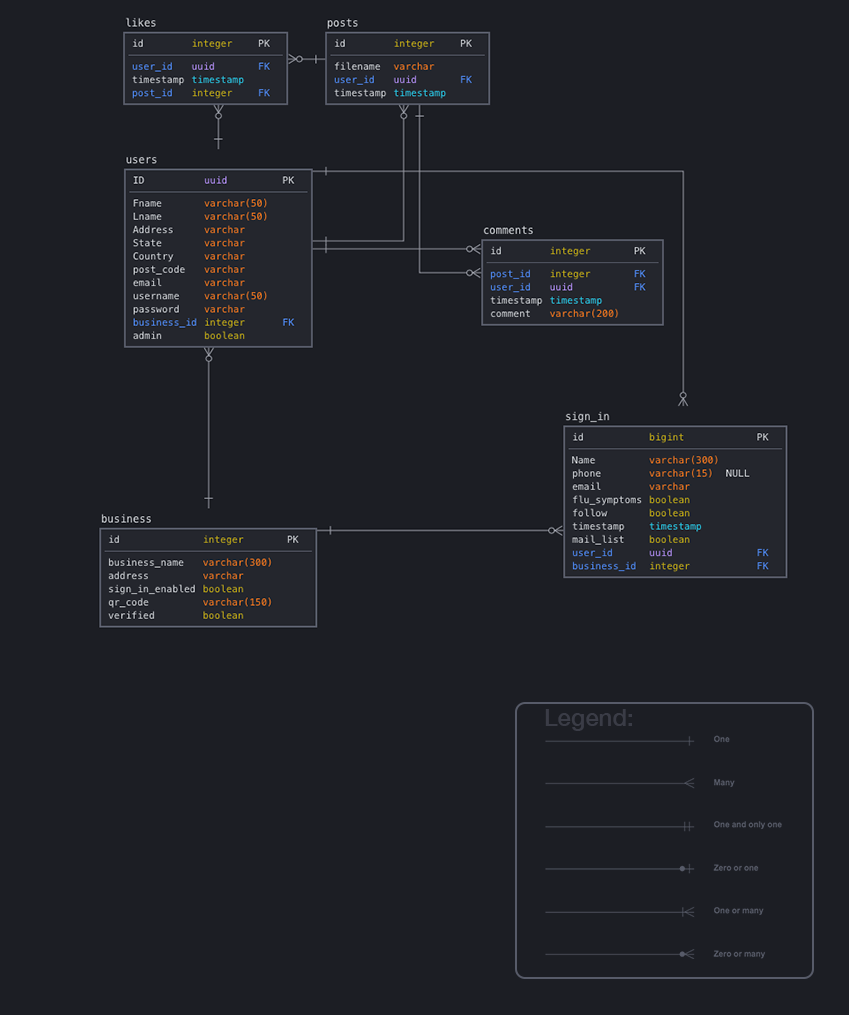 likes
id integer PK
user_id uuid FK
timestamp timestamp
post_id integer FK
posts
id integer PK
filename varchar
user_id uuid FK
timestamp timestamp
users
ID uuid PK
Fname varchar(50)
Lname varchar(50)
Address varchar
State varchar
Country varchar
post_code varchar
email varchar
username varchar(50)
password varchar
business_id integer FK
admin boolean
comments
id integer PK
post_id integer FK
user_id uuid FK
timestamp timestamp
comment varchar(200)
sign_in
id bigint PK
Name varchar(300)
phone varchar(15) NULL
email varchar
flu_symptoms boolean
follow boolean
timestamp timestamp
mail_list boolean
user_id uuid FK
business_id integer FK
business
id integer PK
business_name varchar(300)
address varchar
sign_in_enabled boolean
qr_code varchar(150)
verified boolean
Legend:
One
Many
One and only one
Zero or one
One or many
Zero or many